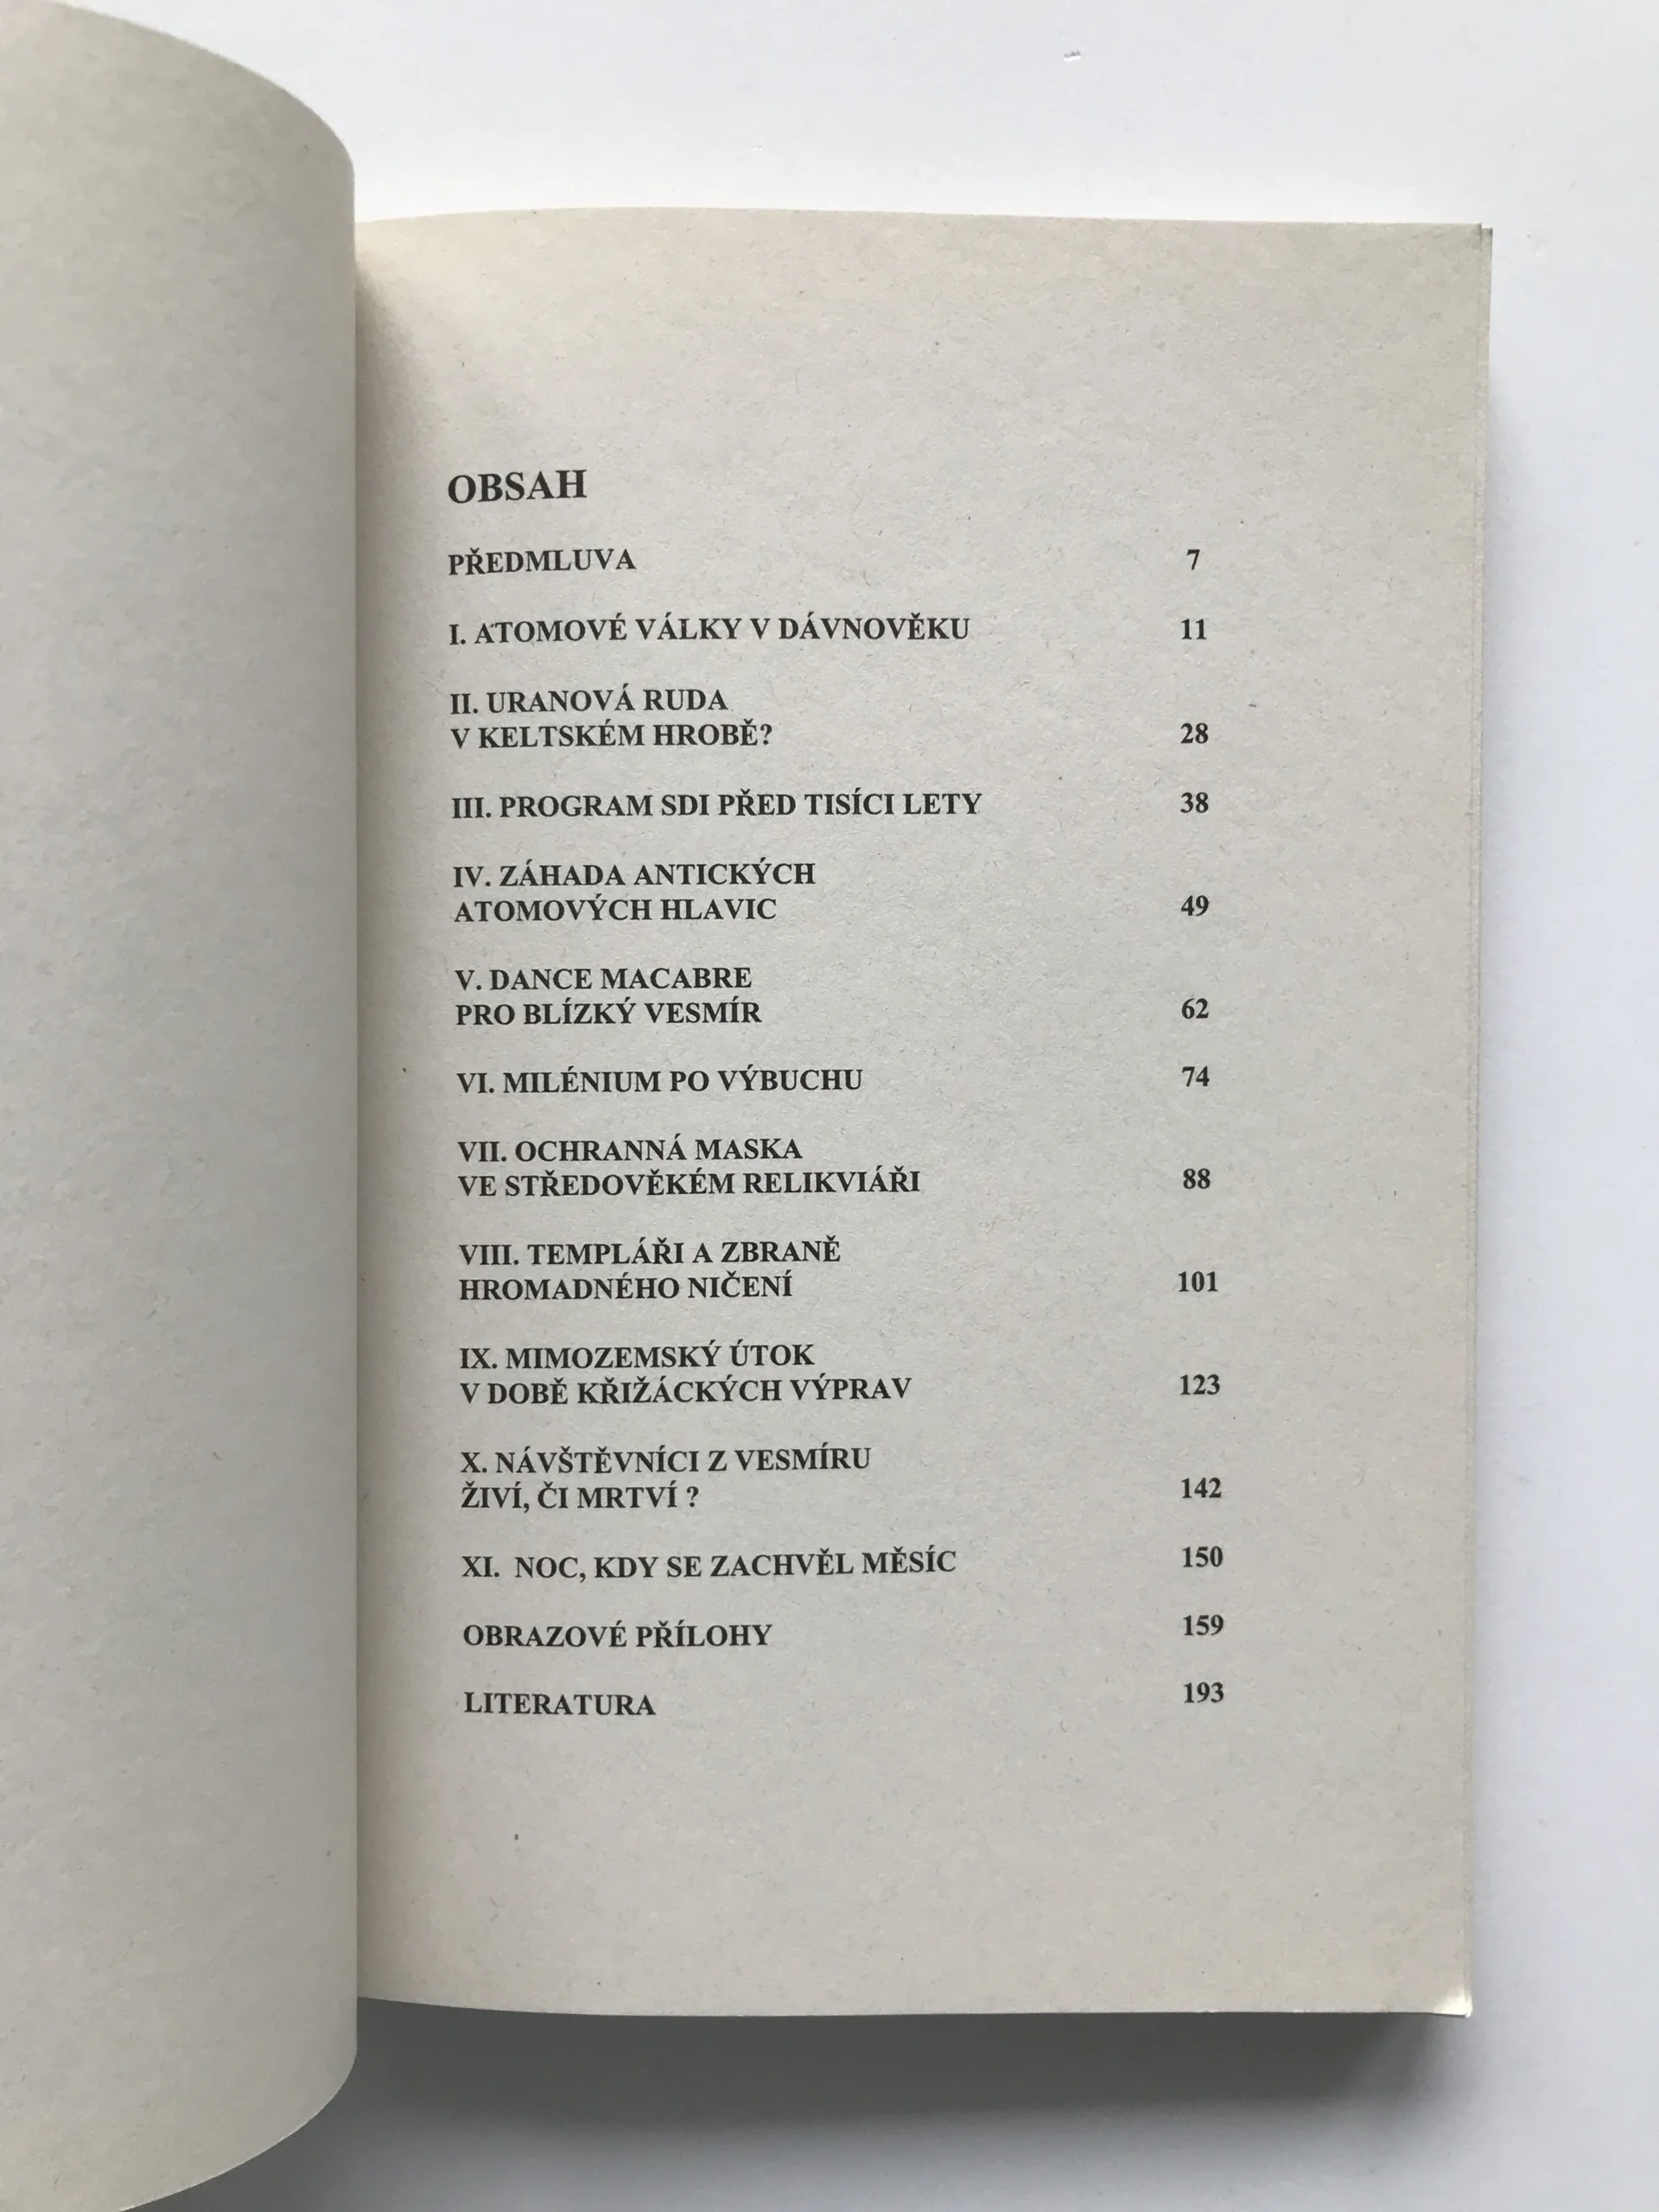 OBSAH
PŘEDMLUVA 7
I. ATOMOVÉ VÁLKY V DÁVNOVĚKU 11
II. URANOVÁ RUDA
V KELTSKÉM HROBĚ? 28
III. PROGRAM SDI PŘED TISÍCI LETY 38
IV. ZÁHADA ANTICKÝCH
ATOMOVÝCH HLAVIC 49
V. DANCE MACABRE
PRO BLÍZKÝ VESMÍR 62
VI. MILÉNIUM PO VÝBUCHU 74
VII. OCHRANNÁ MASKA
VE STŘEDOVĚKÉM RELIKVIÁŘI 88
VIII. TEMPLÁŘI A ZBRANĚ
HROMADNÉHO NIČENÍ 101
IX. MIMOZEMSKÝ ÚTOK
V DOBĚ KŘIŽÁCKÝCH VÝPRAV 123
X. NÁVŠTĚVNÍCI Z VESMÍRU
ŽIVÍ, ČI MRTVÍ ? 142
XI. NOC, KDY SE ZACHVĚL MĚSÍC 150
OBRAZOVÉ PŘÍLOHY 159
LITERATURA 193